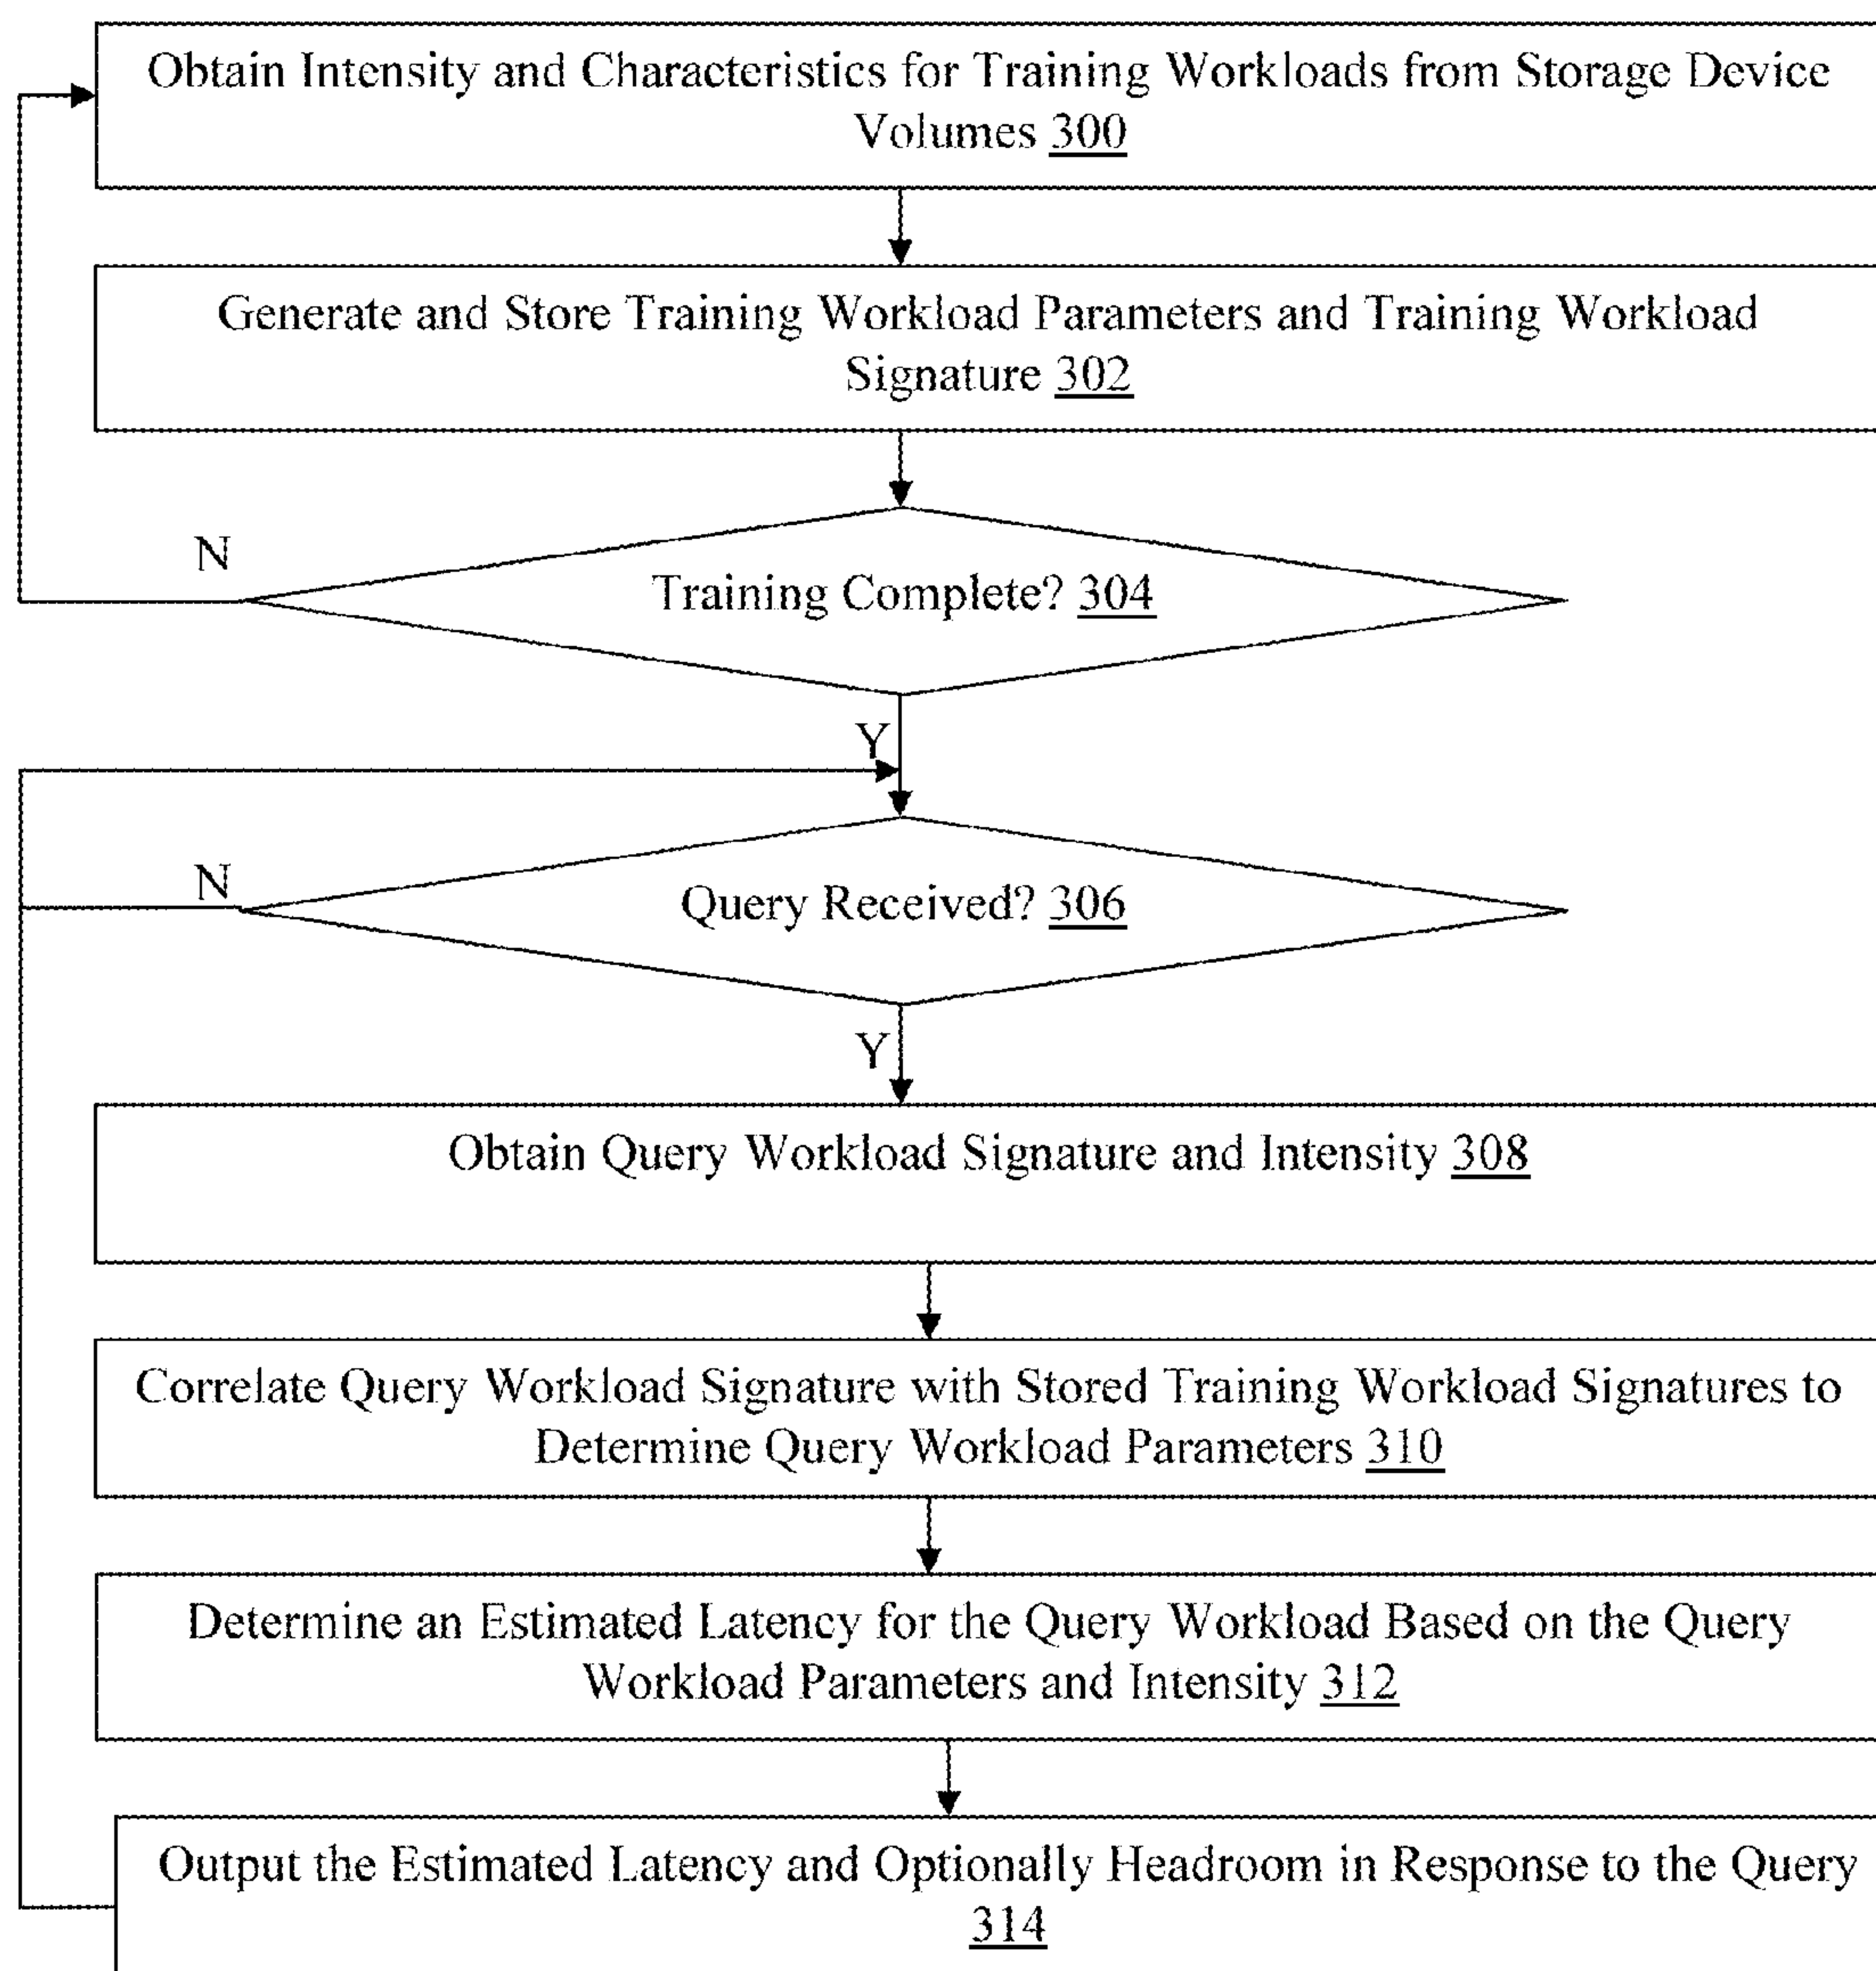 Obtain Intensity and Characteristics for Training Workloads from Storage Device
Volumes 300
Generate and Store Training Workload Parameters and Training Workload
Signature 302
N
Training Complete? 304
Y
N
Query Received? 306
Y
Obtain Query Workload Signature and Intensity 308
Correlate Query Workload Signature with Stored Training Workload Signatures to
Determine Query Workload Parameters 310
Determine an Estimated Latency for the Query Workload Based on the Query
Workload Parameters and Intensity 312
Output the Estimated Latency and Optionally Headroom in Response to the Query
314